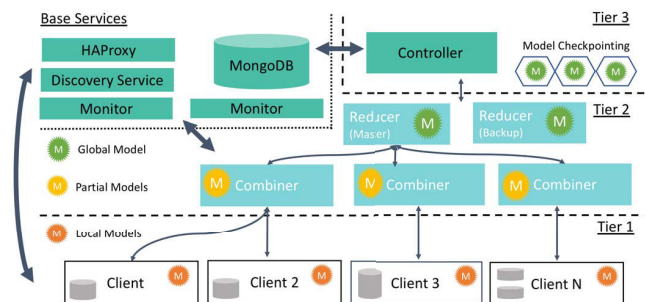 Base Services
HAProxy
Discovery Service
Monitor
MongoDB
Monitor
Controller
Tier 3
Model Checkpointing
M
M
M
Tier 2
Reducer
(Maser)
M
Reducer
(Backup)
M
M Global Model
M Partial Models
M Local Models
M Combiner
M Combiner
M Combiner
Tier 1
Client M
Client 2 M
Client 3 M
Client N M